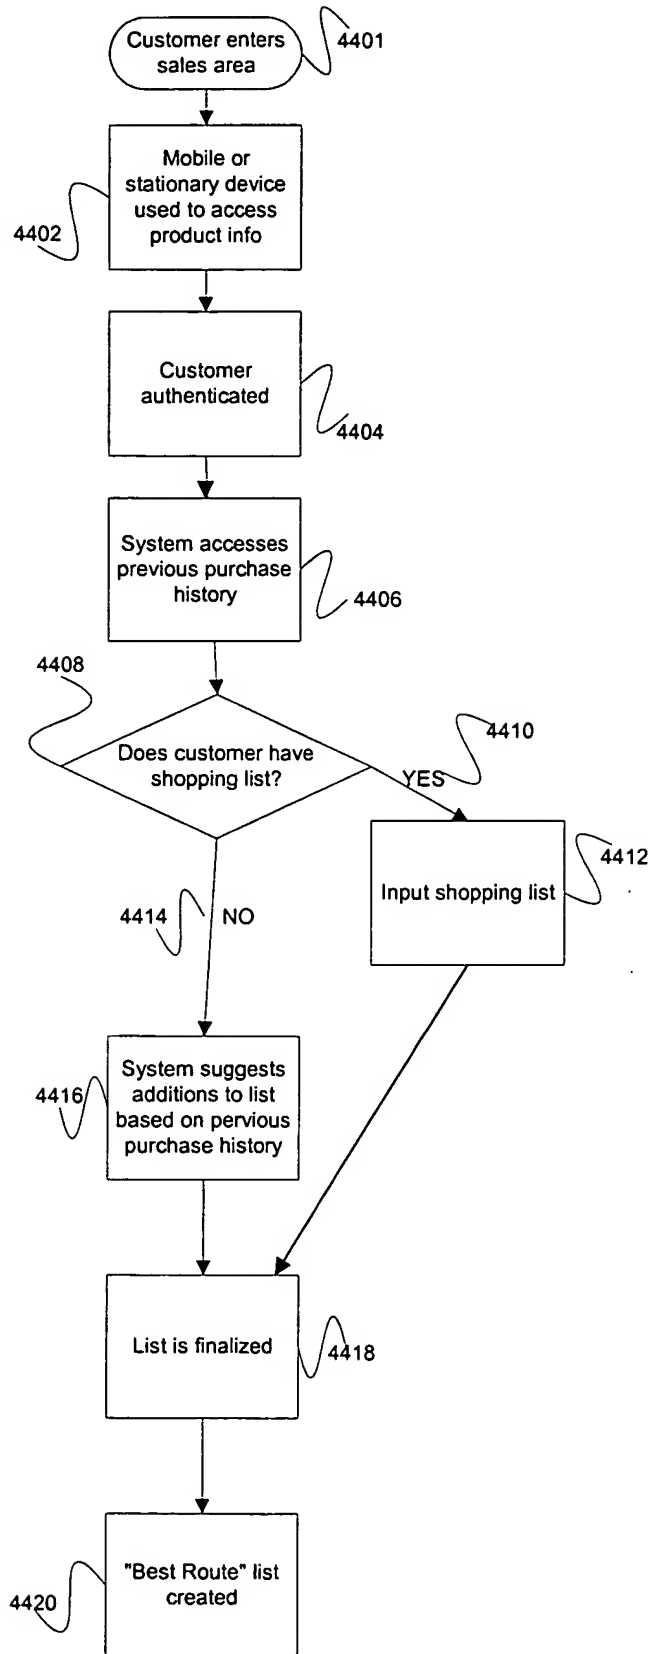 Customer enters
sales area
4401
Mobile or
stationary device
used to access
product info
4402
Customer
authenticated
4404
System accesses
previous purchase
history
4406
4408
Does customer have
shopping list?
YES
4410
Input shopping list
4412
4414
NO
System suggests
additions to list
based on pervious
purchase history
4416
List is finalized
4418
"Best Route" list
created
4420